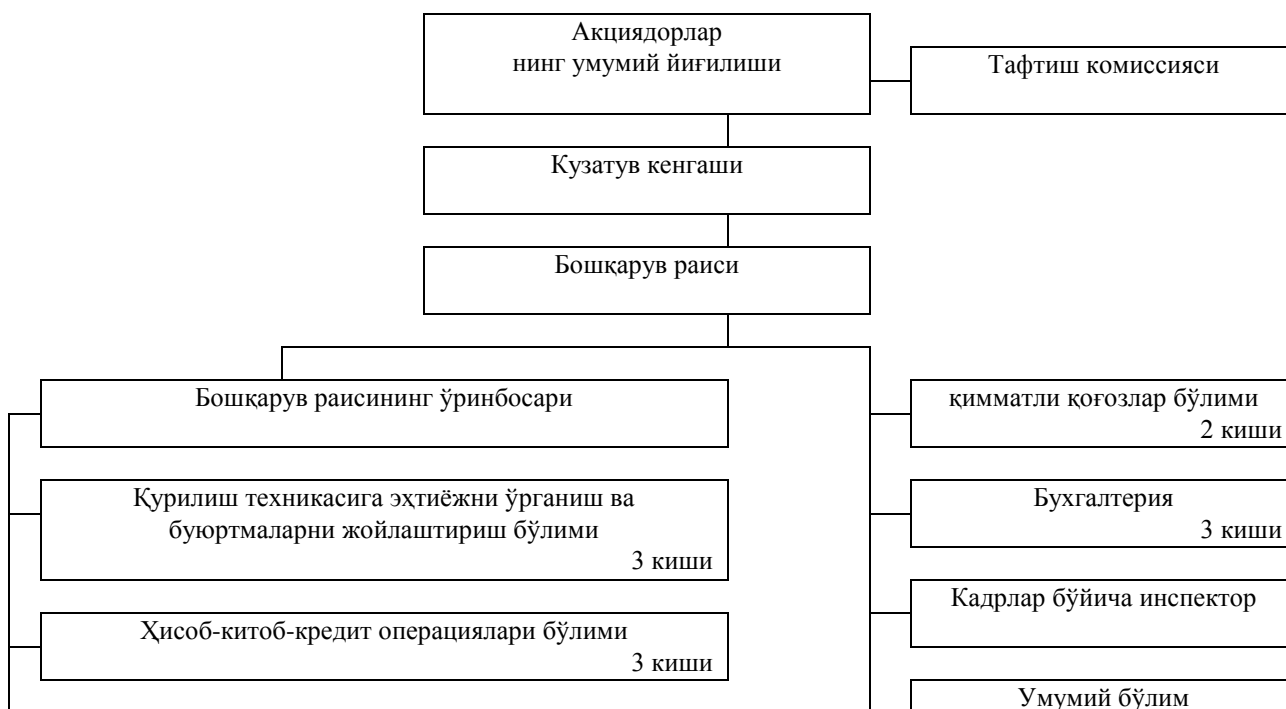 Акциядорлар
нинг умумий йиғилиши
Тафтиш комиссияси
Кузатув кенгаши
Бошқарув раиси
Бошқарув раисининг ўринбосари
қимматли қоғозлар бўлими
2 киши
Қурилиш техникасига эҳтиёжни ўрганиш ва
буюртмаларни жойлаштириш бўлими
3 киши
Бухгалтерия
3 киши
Кадрлар бўйича инспектор
Ҳисоб-китоб-кредит операциялари бўлими
3 киши
Умумий бўлим